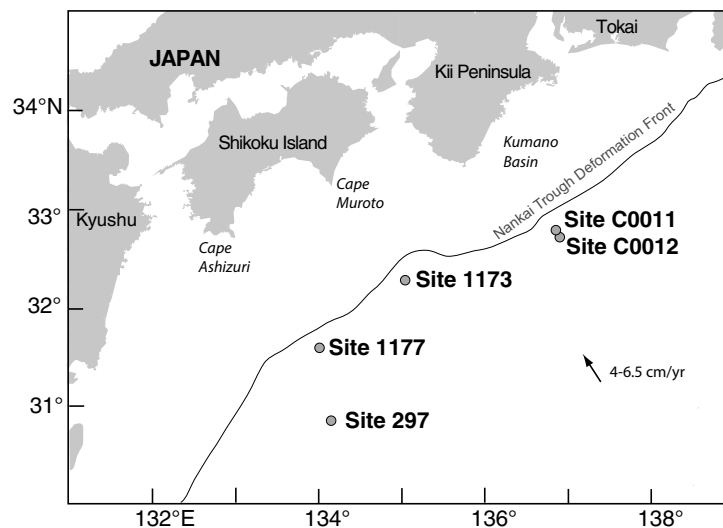 Tokai
JAPAN
Kii Peninsula
34°N
Shikoku Island
Kumano
Basin
Nankai Trough Deformation Front
Cape
Muroto
33°
Kyushu
Site C0011
Site C0012
Cape
Ashizuri
32°
Site 1173
Site 1177
4-6.5 cm/yr
31°
Site 297
132°E
134°
136°
138°